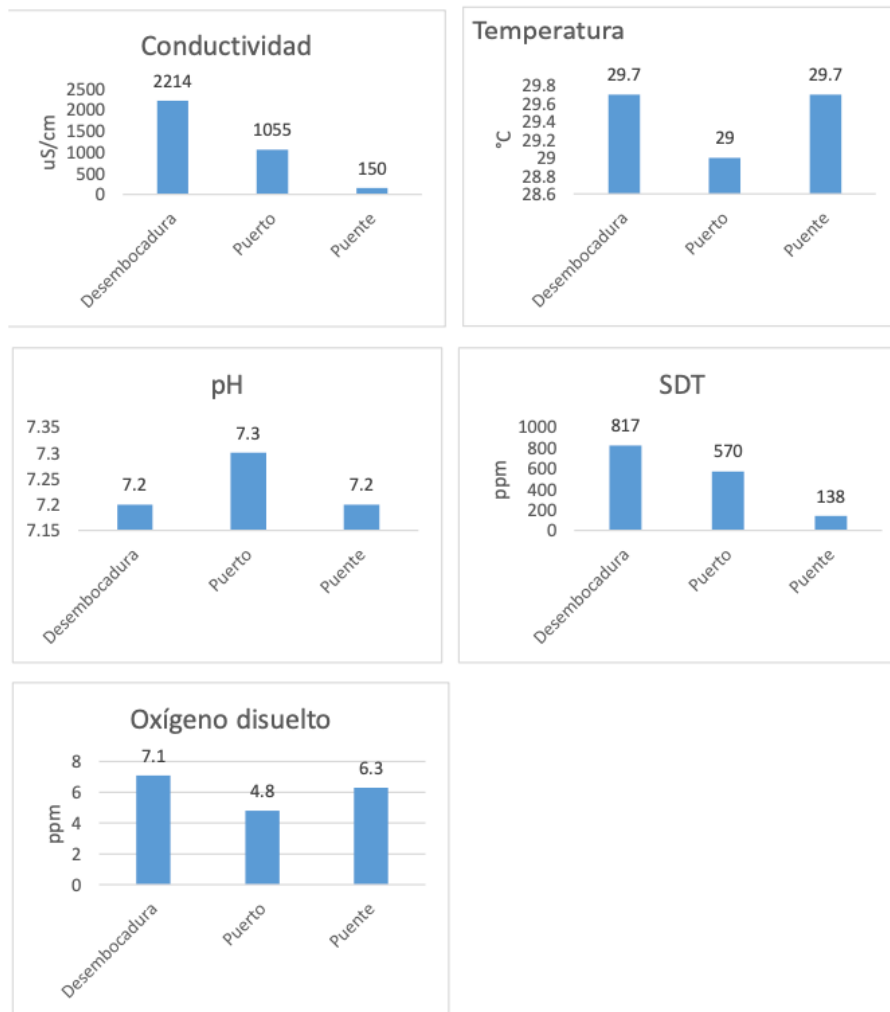 Conductividad
2214
1055
150
2500
2000
1500
1000
500
0
uS/cm
Desembocadura
Puerto
Puente
Temperatura
29.7
29
29.7
29.8
29.6
29.4
29.2
29
28.8
28.6
°C
Desembocadura
Puerto
Puente
pH
7.35
7.3
7.25
7.2
7.15
7.2
7.3
7.2
Desembocadura
Puerto
Puente
SDT
1000
800
600
400
200
0
ppm
817
570
138
Desembocadura
Puerto
Puente
Oxígeno disuelto
8
6
4
2
0
ppm
7.1
4.8
6.3
Desembocadura
Puerto
Puente